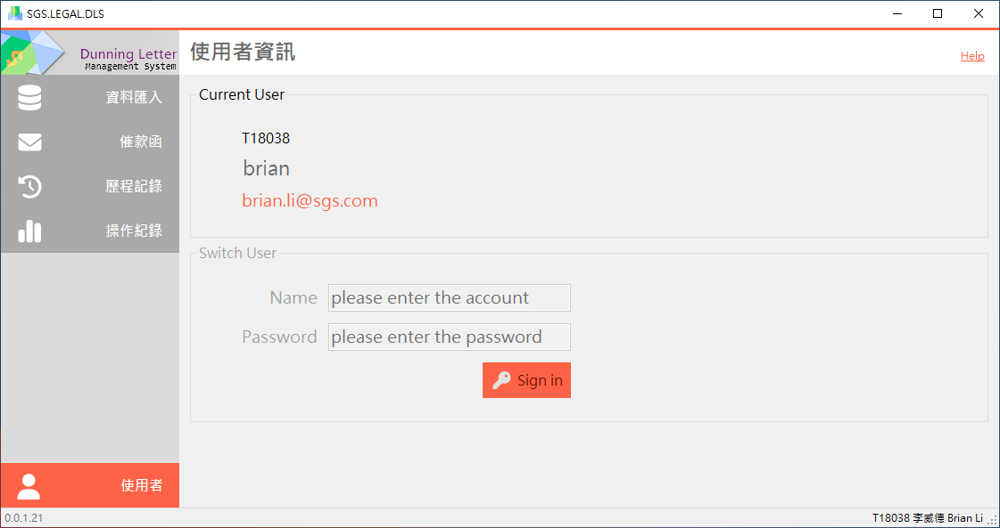 SGS.LEGAL.DLS
Dunning Letter
Management System
使用者資訊
Help
資料匯入
催款函
歷程記錄
操作紀錄
Current User
T18038
brian
brian.li@sgs.com
Switch User
Name
please enter the account
Password
please enter the password
Sign in
使用者
0.0.1.21
T18038 李威德 Brian Li